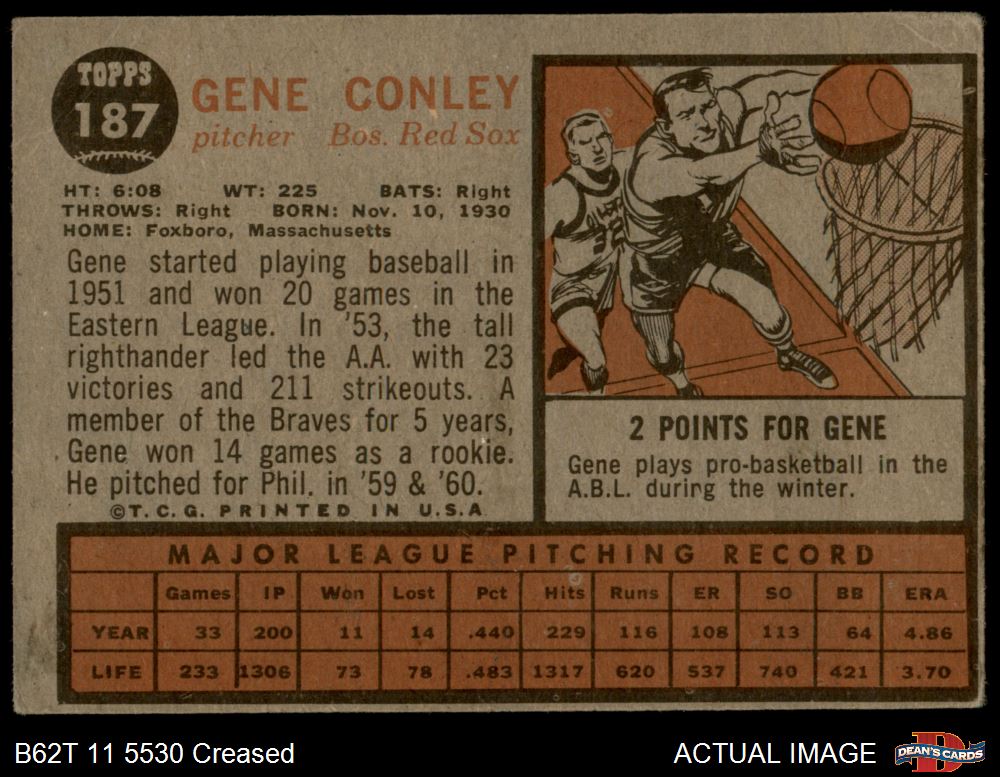 TOPPS
187
GENE CONLEY
pitcher Bos. Red Sox
HT: 6:08 WT: 225 BATS: Right
THROWS: Right BORN: Nov. 10, 1930
HOME: Foxboro, Massachusetts
Gene started playing baseball in
1951 and won 20 games in the
Eastern League. In '53, the tall
righthander led the A.A. with 23
victories and 211 strikeouts. A
member of the Braves for 5 years,
Gene won 14 games as a rookie.
He pitched for Phil. in '59 & '60.
©T.C.G. PRINTED IN U.S.A
2 POINTS FOR GENE
Gene plays pro-basketball in the
A.B.L. during the winter.
MAJOR LEAGUE PITCHING RECORD
Games IP Won Lost Pct Hits Runs ER SO BB ERA
YEAR 33 200 11 14 .440 229 116 108 113 64 4.86
LIFE 233 1306 73 78 .483 1317 620 537 740 421 3.70
B62T 11 5530 Creased
ACTUAL IMAGE
DEAN'S CARDS